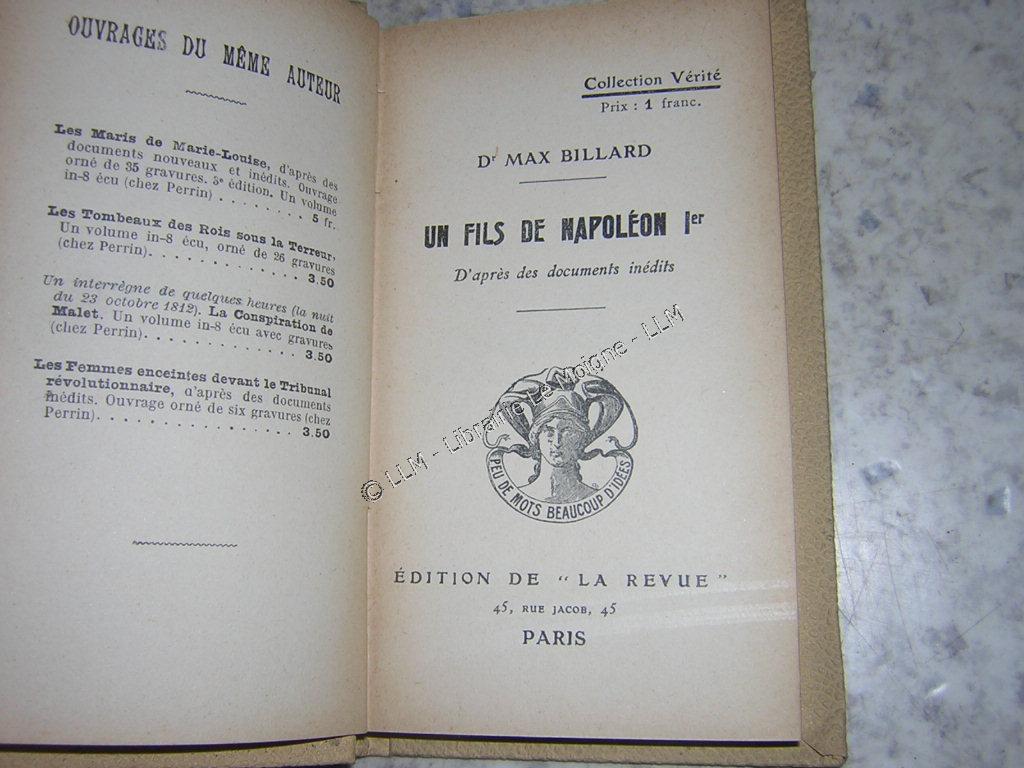 OUVRAGES DU MÊME AUTEUR
Les Maris de Marie-Louise, d'après des
documents nouveaux et inédits. Ouvrage
orné de 35 gravures. 5e édition. Un volume
in-8 écu (chez Perrin) . . . . . . . . 5 fr.
Les Tombeaux des Rois sous la Terreur,
Un volume in-8 écu, orné de 26 gravures
(chez Perrin). . . . . . . . . . . . . 3.50
Un interrègne de quelques heures (la nuit
du 23 octobre 1812). La Conspiration de
Malet. Un volume in-8 écu avec gravures
(chez Perrin). . . . . . . . . . . . . 3.50
Les Femmes enceintes devant le Tribunal
révolutionnaire, d'après des documents
inédits. Ouvrage orné de six gravures (chez
Perrin). . . . . . . . . . . . . . . . 3.50
Collection Vérité
Prix : 1 franc.
Dr MAX BILLARD
UN FILS DE NAPOLÉON Ier
D'après des documents inédits
© LLM - Librairie Le Moigne - LLM
PEU DE MOTS BEAUCOUP D'IDÉES
ÉDITION DE "LA REVUE"
45, RUE JACOB, 45
PARIS